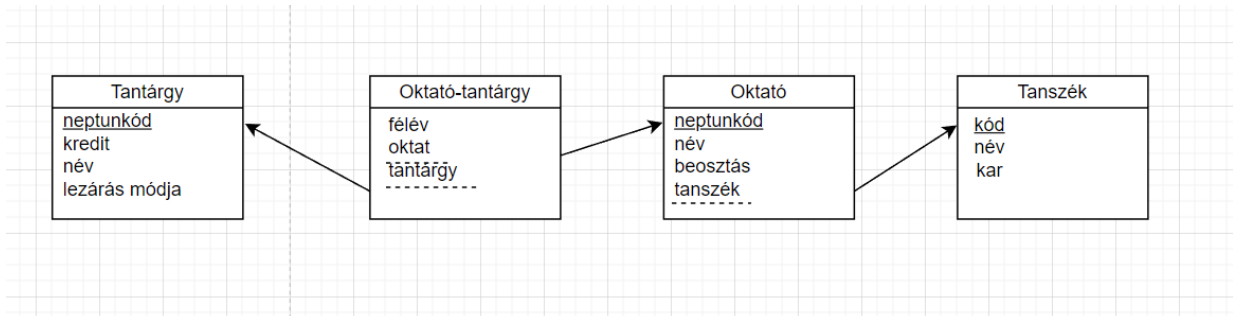 Tantárgy
neptunkód
kredit
név
lezárás módja
Oktató-tantárgy
félév
oktat
tantárgy
Oktató
neptunkód
név
beosztás
tanszék
Tanszék
kód
név
kar